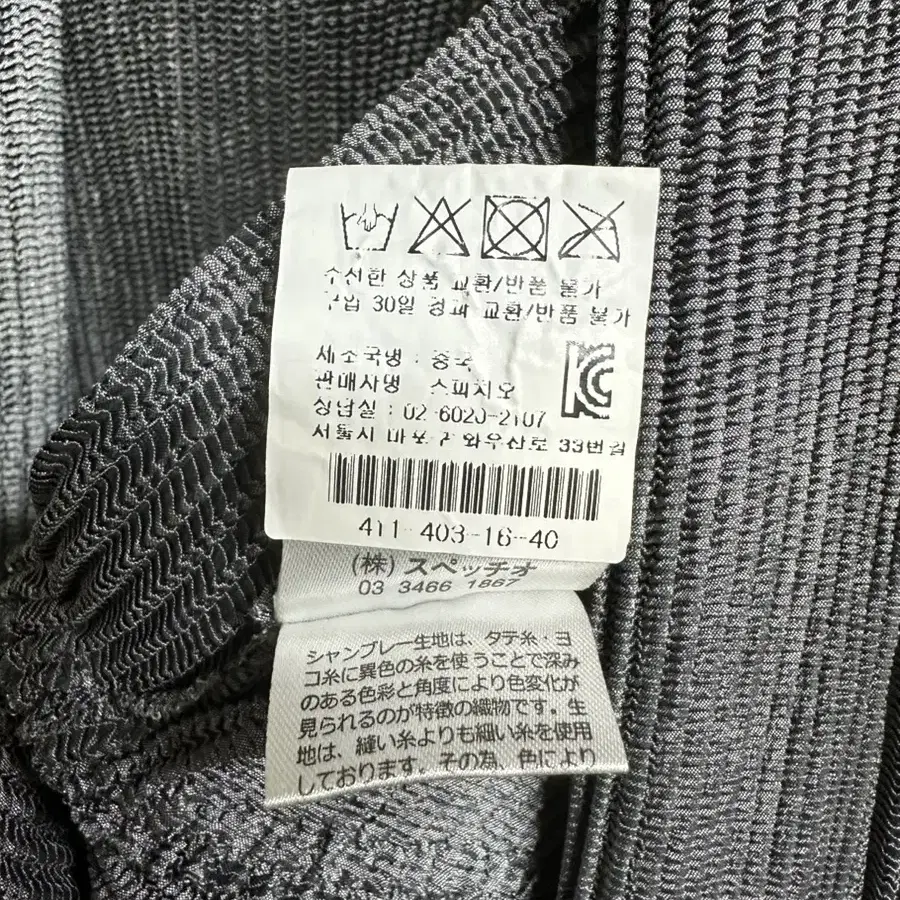 수선한 상품 교환/반품 불가
구입 30일 경과 교환/반품 불가
제조국명 : 중국
판매자명 스피치오
상담실 : 02-6020-2107
서울시 마포구 와우산로 33번길
411-403-16-40
(株) スペッチオ
03 3466 1867
シャンブレー生地は、タテ糸・ヨ
コ糸に異色の糸を使うことで深み
のある色彩と角度により色変化が
見られるのが特徴の織物です。生
地は、縫い糸よりも細い糸を使用
しております。その為、色により